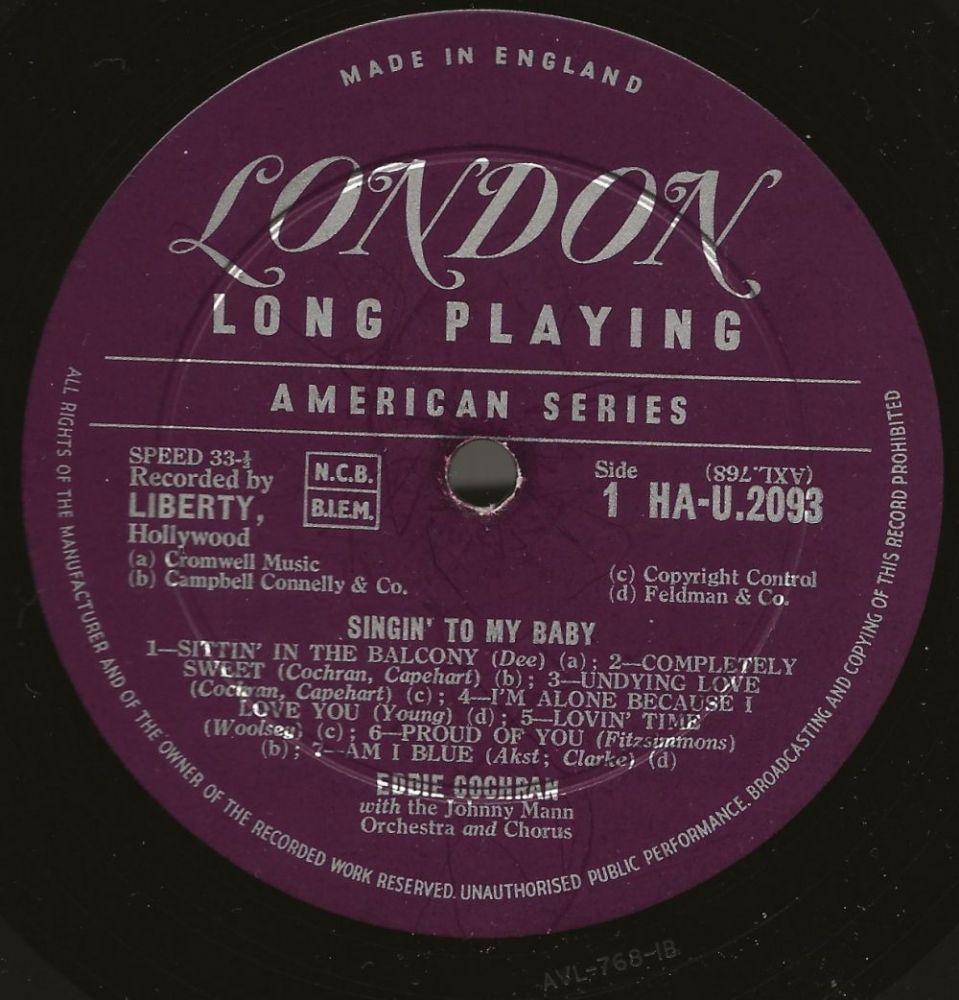 MADE IN ENGLAND
LONDON
LONG PLAYING
AMERICAN SERIES
SPEED 33-⅓
Recorded by
LIBERTY,
Hollywood
N.C.B.
B.I.E.M.
Side
1
(AXL.768)
HA-U.2093
(a) Cromwell Music
(b) Campbell Connelly & Co.
(c) Copyright Control
(d) Feldman & Co.
SINGIN' TO MY BABY
1—SITTIN' IN THE BALCONY (Dee) (a); 2—COMPLETELY
SWEET (Cochran, Capehart) (b); 3—UNDYING LOVE
(Cochran, Capehart) (c); 4—I'M ALONE BECAUSE I
LOVE YOU (Young) (d); 5—LOVIN' TIME
(Woolsey) (c); 6—PROUD OF YOU (Fitzsimmons)
(b); 7—AM I BLUE (Akst; Clarke) (d)
EDDIE COCHRAN
with the Johnny Mann
Orchestra and Chorus
ALL RIGHTS OF THE MANUFACTURER AND OF THE OWNER OF THE RECORDED WORK RESERVED. UNAUTHORISED PUBLIC PERFORMANCE. BROADCASTING AND COPYING OF THIS RECORD PROHIBITED
AVL-768-1B